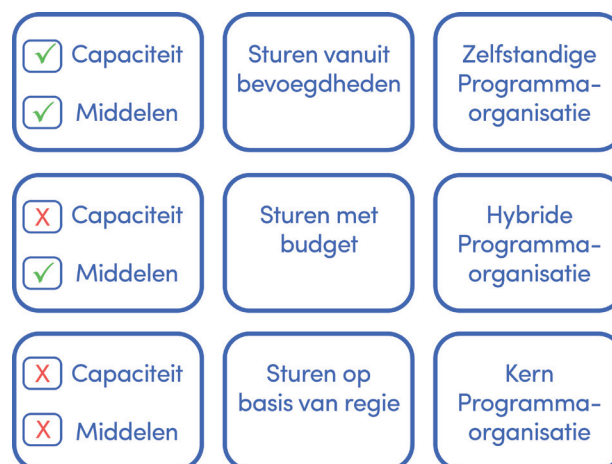 ✓ Capaciteit
✓ Middelen
Sturen vanuit
bevoegdheden
Zelfstandige
Programma-
organisatie
X Capaciteit
✓ Middelen
Sturen met
budget
Hybride
Programma-
organisatie
X Capaciteit
X Middelen
Sturen op
basis van regie
Kern
Programma-
organisatie